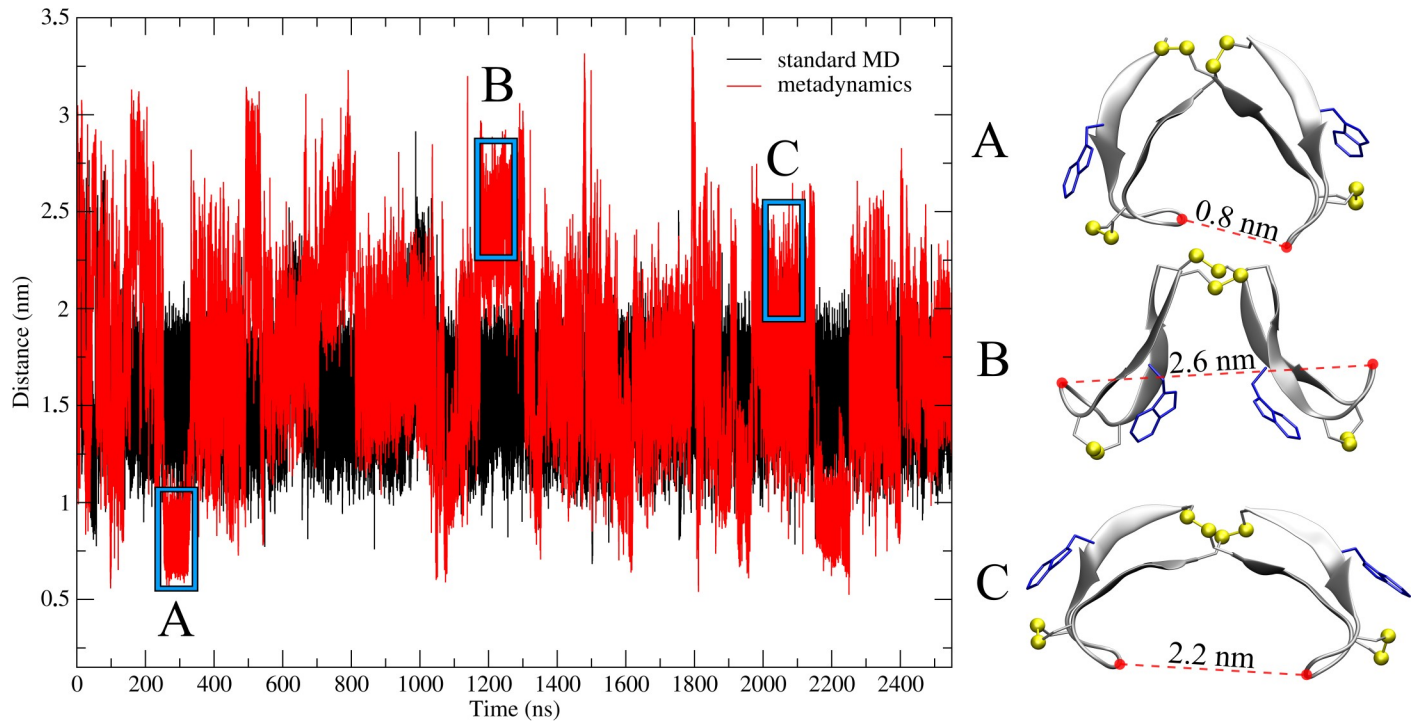 3.5
3
2.5
2
1.5
1
0.5
Distance (nm)
0 200 400 600 800 1000 1200 1400 1600 1800 2000 2200 2400
Time (ns)
standard MD
metadynamics
A
B
C
A
0.8 nm
B
2.6 nm
C
2.2 nm